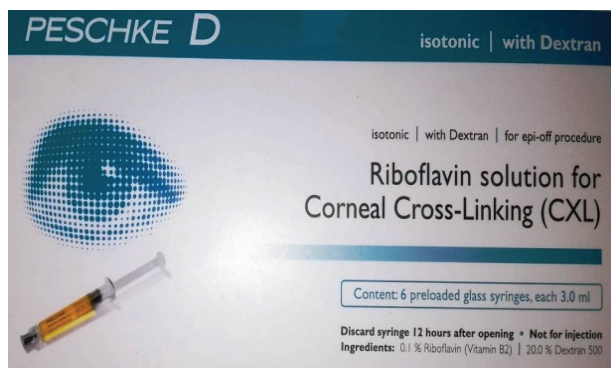 PESCHKE D
isotonic | with Dextran
isotonic | with Dextran | for epi-off procedure
Riboflavin solution for
Corneal Cross-Linking (CXL)
Content: 6 preloaded glass syringes, each 3.0 ml
Discard syringe 12 hours after opening • Not for injection
Ingredients: 0.1 % Riboflavin (Vitamin B2) | 20.0 % Dextran 500